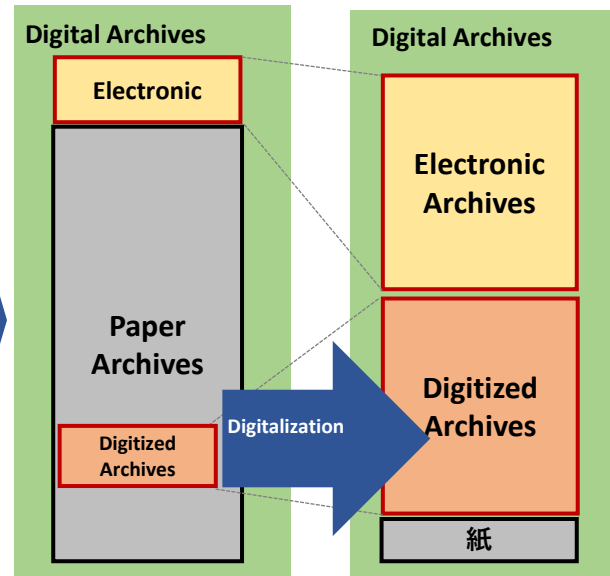 Digital Archives
Electronic
Paper
Archives
Digitized
Archives
Digitalization
Digital Archives
Electronic
Archives
Digitized
Archives
紙